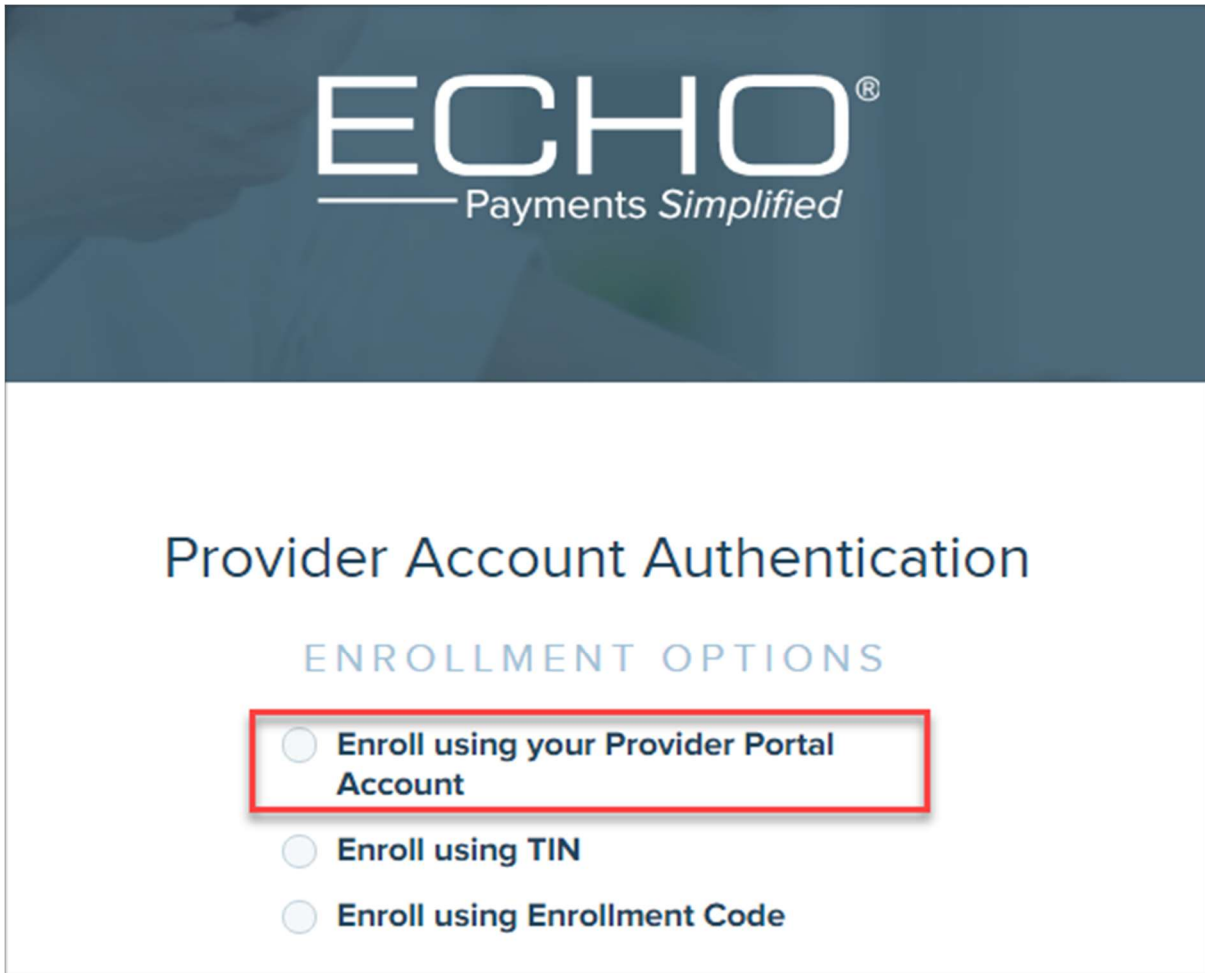 ECHO®
Payments Simplified
Provider Account Authentication
ENROLLMENT OPTIONS
Enroll using your Provider Portal
Account
Enroll using TIN
Enroll using Enrollment Code